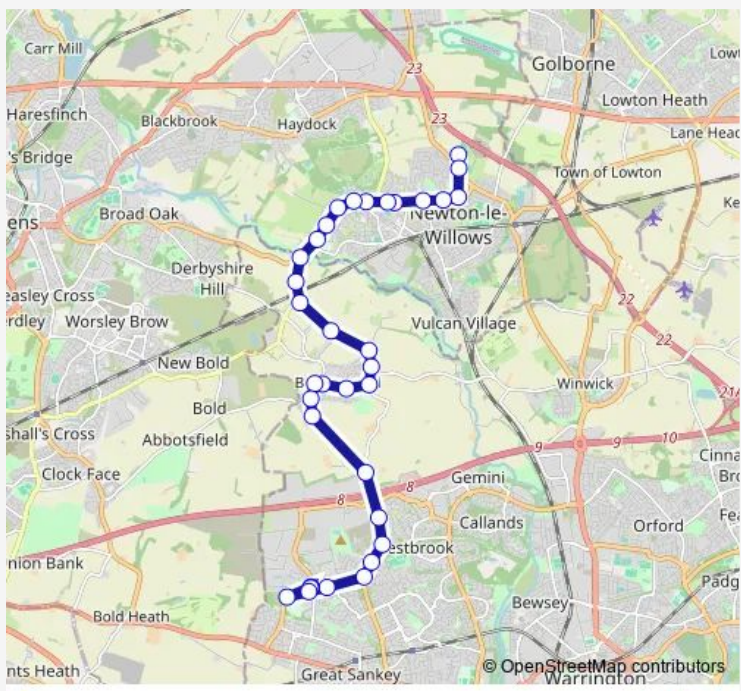 Carr Mill
Golborne
Lowt
23
Haresfinch
Blackbrook
Haydock
Lowton Heath
23
Lane Head
's Bridge
Town of Lowton
ens
Broad Oak
Newton-le-
Willows
Ke
Derbyshire
Hill
22
easley Cross
erdley
Worsley Brow
Vulcan Village
22
New Bold
Winwick
21A
Bold
shall's Cross
Abbotsfield
9
9
10
Clock Face
Gemini
Cinna
Bro
8
8
Callands
Orford
Fea
nion Bank
estbrook
Padg
Bold Heath
Bewsey
nts Heath
Great Sankey
© OpenStreetMap contributors
Warrington